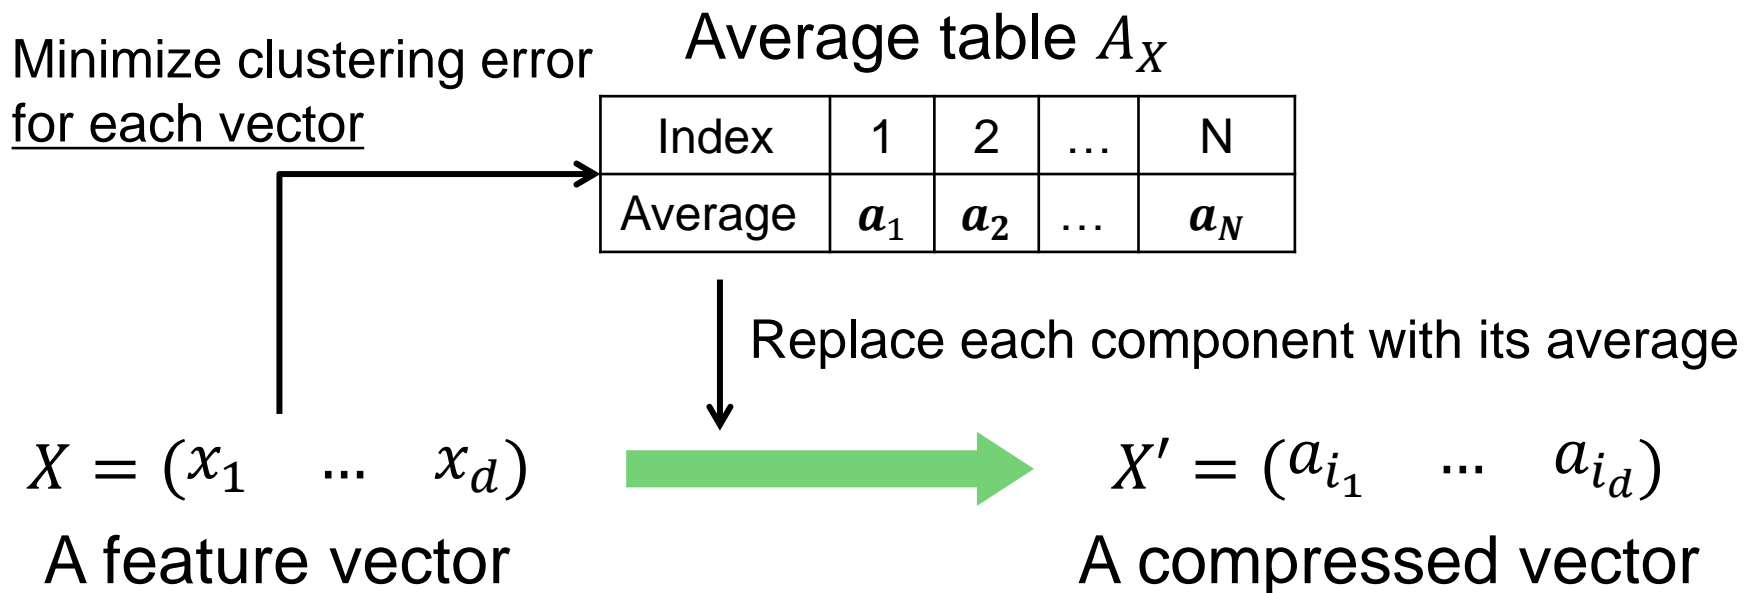 Minimize clustering error
for each vector
Average table A_X
Index 1 2 … N
Average a_1 a_2 … a_N
Replace each component with its average
X = (x_1 … x_d)
X′ = (a_{i_1} … a_{i_d})
A feature vector
A compressed vector